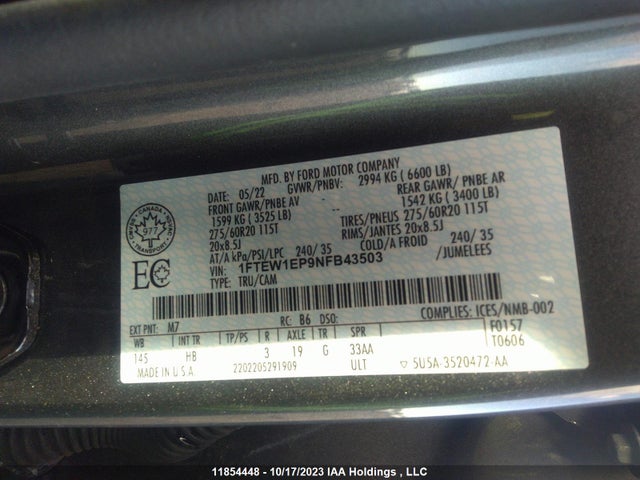 MFD. BY FORD MOTOR COMPANY
DATE: 05/22 GVWR/PNBV: 2994 KG ( 6600 LB)
FRONT GAWR/PNBE AV REAR GAWR/ PNBE AR
1599 KG ( 3525 LB) 1542 KG ( 3400 LB)
275/60R20 115T TIRES/PNEUS 275/60R20 115T
20x8.5J RIMS/JANTES 20x8.5J
AT/A kPa/PSI/LPC 240/ 35 COLD/A FROID 240/ 35
VIN: 1FTEW1EP9NFB43503 /JUMELEES
TYPE: TRU/CAM
CANADA
977
TRANSPORT
EC
EXT PNT: M7 RC: B6 DSO: COMPLIES: ICES/NMB-002
WB INT TR TP/PS R AXLE TR SPR F0157
145 HB 3 19 G 33AA T0606
MADE IN U.S.A. 2202205291909 ULT 5U5A-3520472-AA
11854448 - 10/17/2023 IAA Holdings , LLC